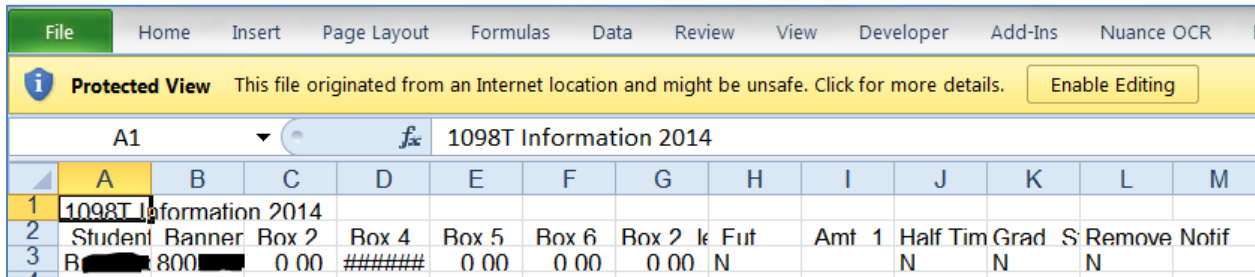 File Home Insert Page Layout Formulas Data Review View Developer Add-Ins Nuance OCR
Protected View This file originated from an Internet location and might be unsafe. Click for more details. Enable Editing
A1 fx 1098T Information 2014
A B C D E F G H I J K L M
1 1098T Information 2014
2 Student Banner Box 2 Box 4 Box 5 Box 6 Box 2 Fut Amt 1 Half Tim Grad St Remove Notif
3 B 800 0.00 ###### 0.00 0.00 0.00 N N N N